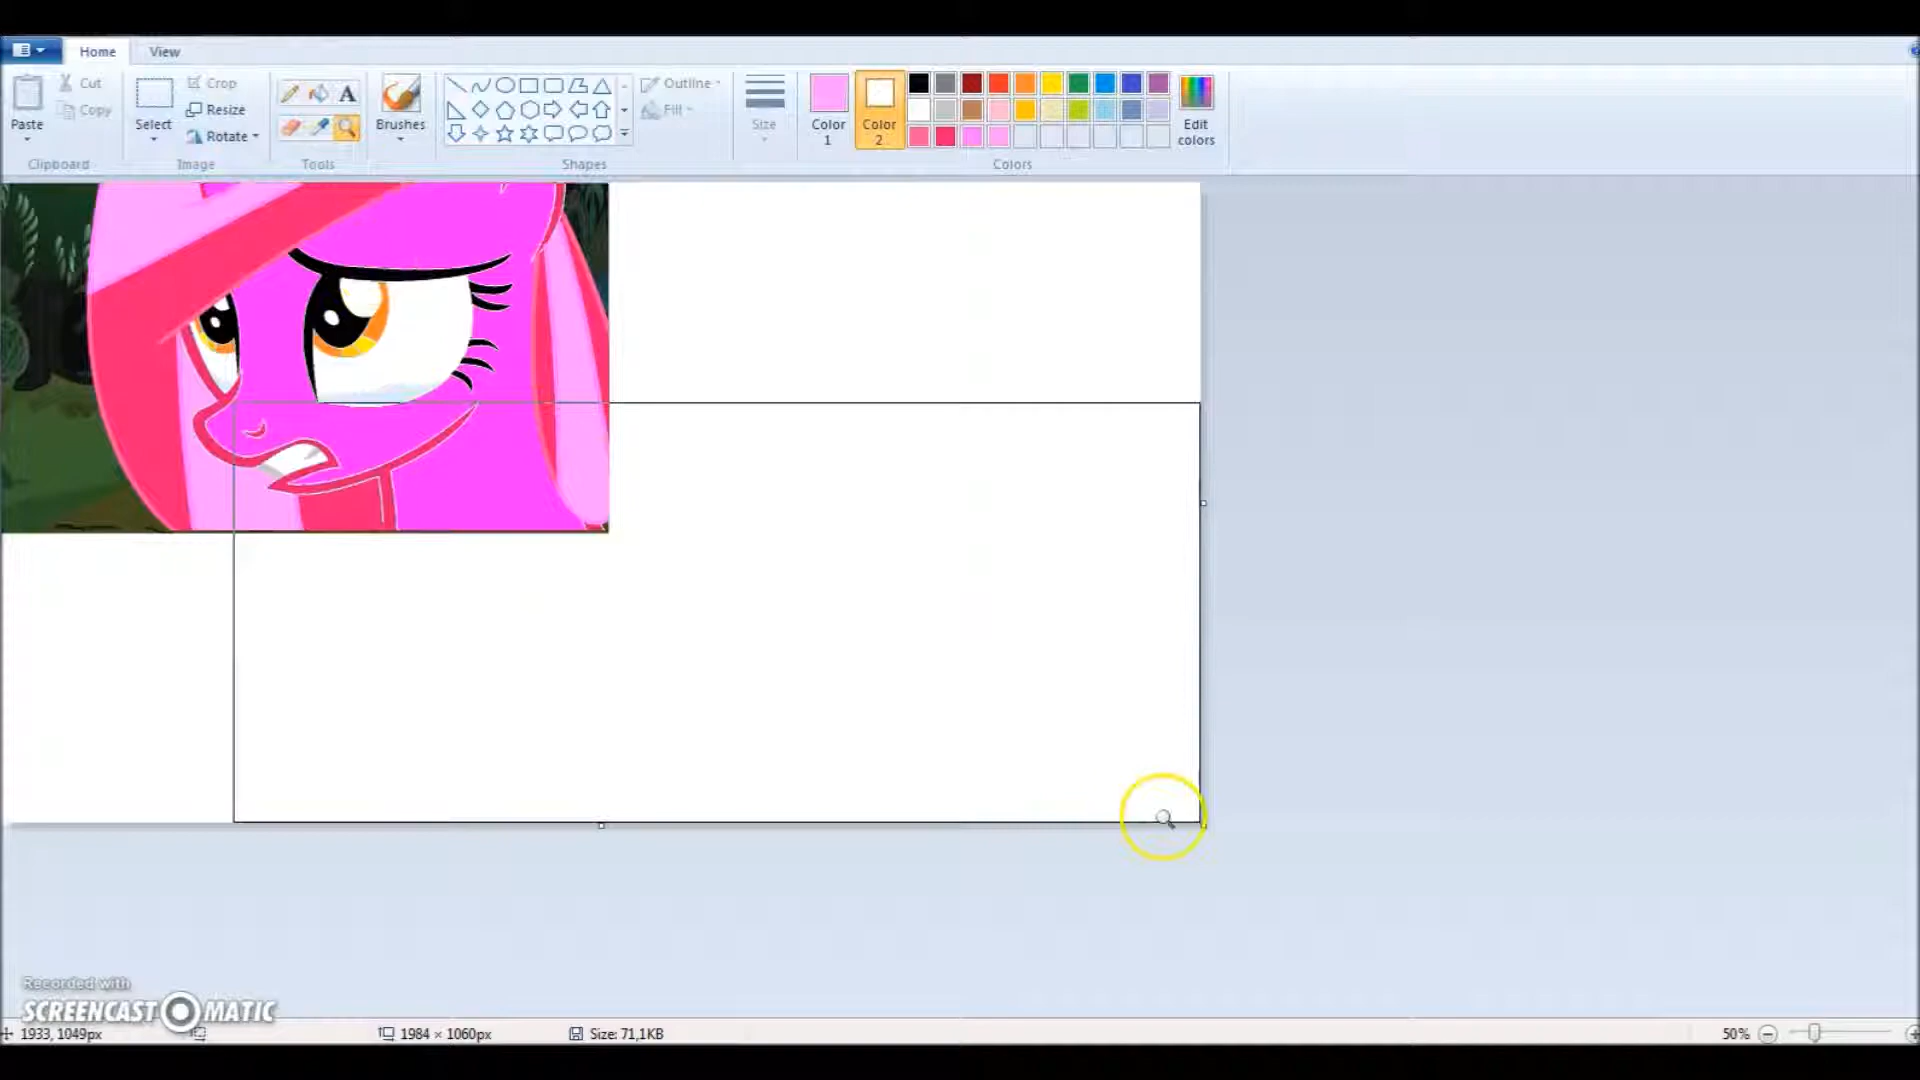 Home View
Cut
Copy
Paste
Clipboard
Crop
Resize
Rotate
Select
Image
A
Tools
Brushes
Outline
Fill
Shapes
Size
Color 1
Color 2
Edit colors
Colors
Recorded with
SCREENCAST MATIC
1933, 1049px
1984 × 1060px
Size: 71,1KB
50%